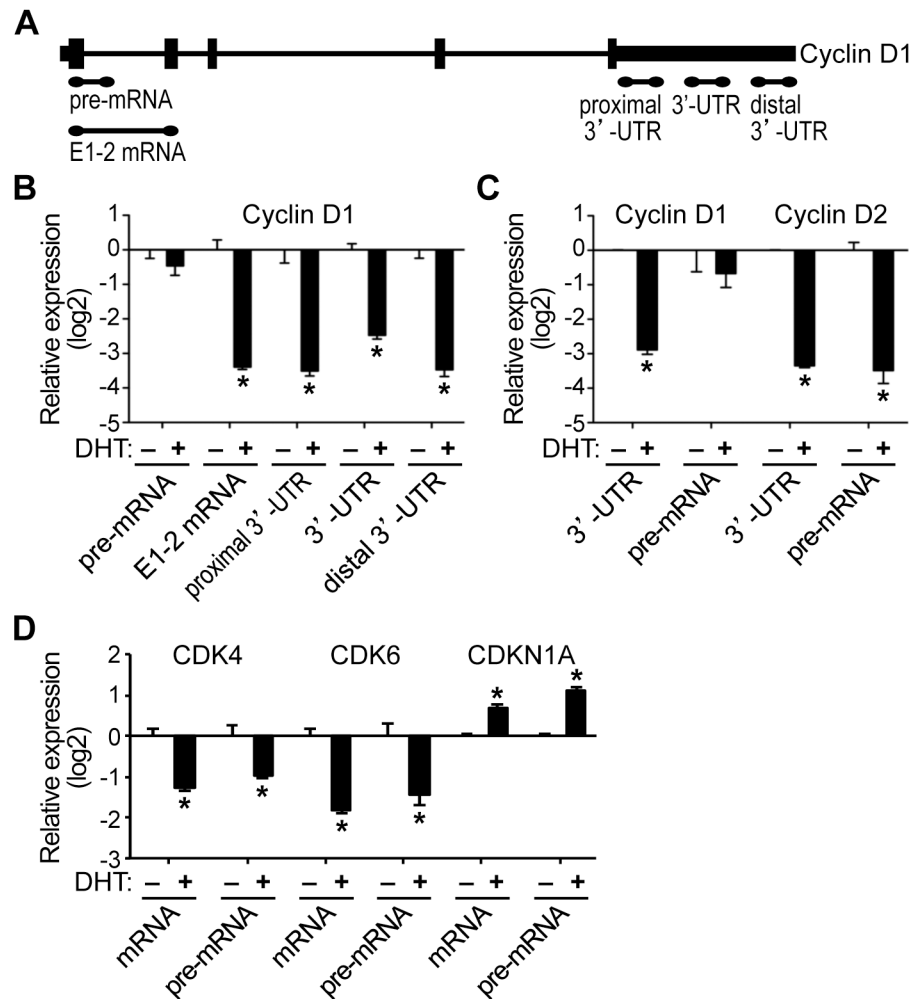 A
Cyclin D1
pre-mRNA
E1-2 mRNA
proximal 3'-UTR
3'-UTR
distal 3'-UTR
B
Cyclin D1
Relative expression (log2)
1
0
-1
-2
-3
-4
-5
* * * *
DHT: – + – + – + – + – +
pre-mRNA
E1-2 mRNA
proximal 3'-UTR
3'-UTR
distal 3'-UTR
C
Cyclin D1 Cyclin D2
Relative expression (log2)
1
0
-1
-2
-3
-4
-5
* * *
DHT: – + – + – + – +
3'-UTR
pre-mRNA
3'-UTR
pre-mRNA
D
CDK4 CDK6 CDKN1A
Relative expression (log2)
2
1
0
-1
-2
-3
* * * * * *
DHT: – + – + – + – + – + – +
mRNA
pre-mRNA
mRNA
pre-mRNA
mRNA
pre-mRNA